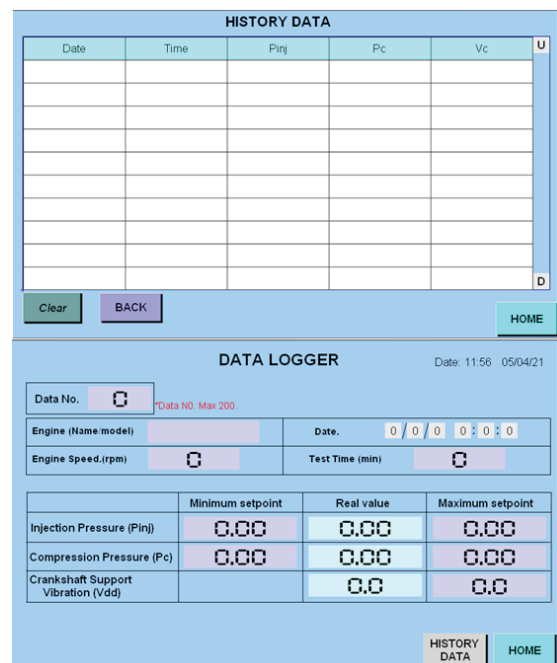 HISTORY DATA
Date Time Pinj Pc Vc U
D
Clear BACK
HOME
DATA LOGGER Date: 11:56 05/04/21
Data No. 0 *Data N0. Max 200.
Engine (Name/model) Date. 0 / 0 / 0 0 : 0 : 0
Engine Speed.(rpm) 0 Test Time (min) 0
Minimum setpoint Real value Maximum setpoint
Injection Pressure (Pinj) 0.00 0.00 0.00
Compression Pressure (Pc) 0.00 0.00 0.00
Crankshaft Support
Vibration (Vdd) 0.0 0.0
HISTORY
DATA HOME